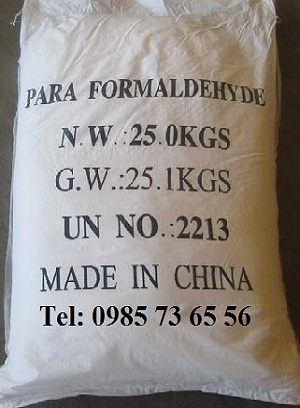 PARA FORMALDEHYDE
N.W.:25.0KGS
G.W.:25.1KGS
UN NO.:2213
MADE IN CHINA
Tel: 0985 73 65 56